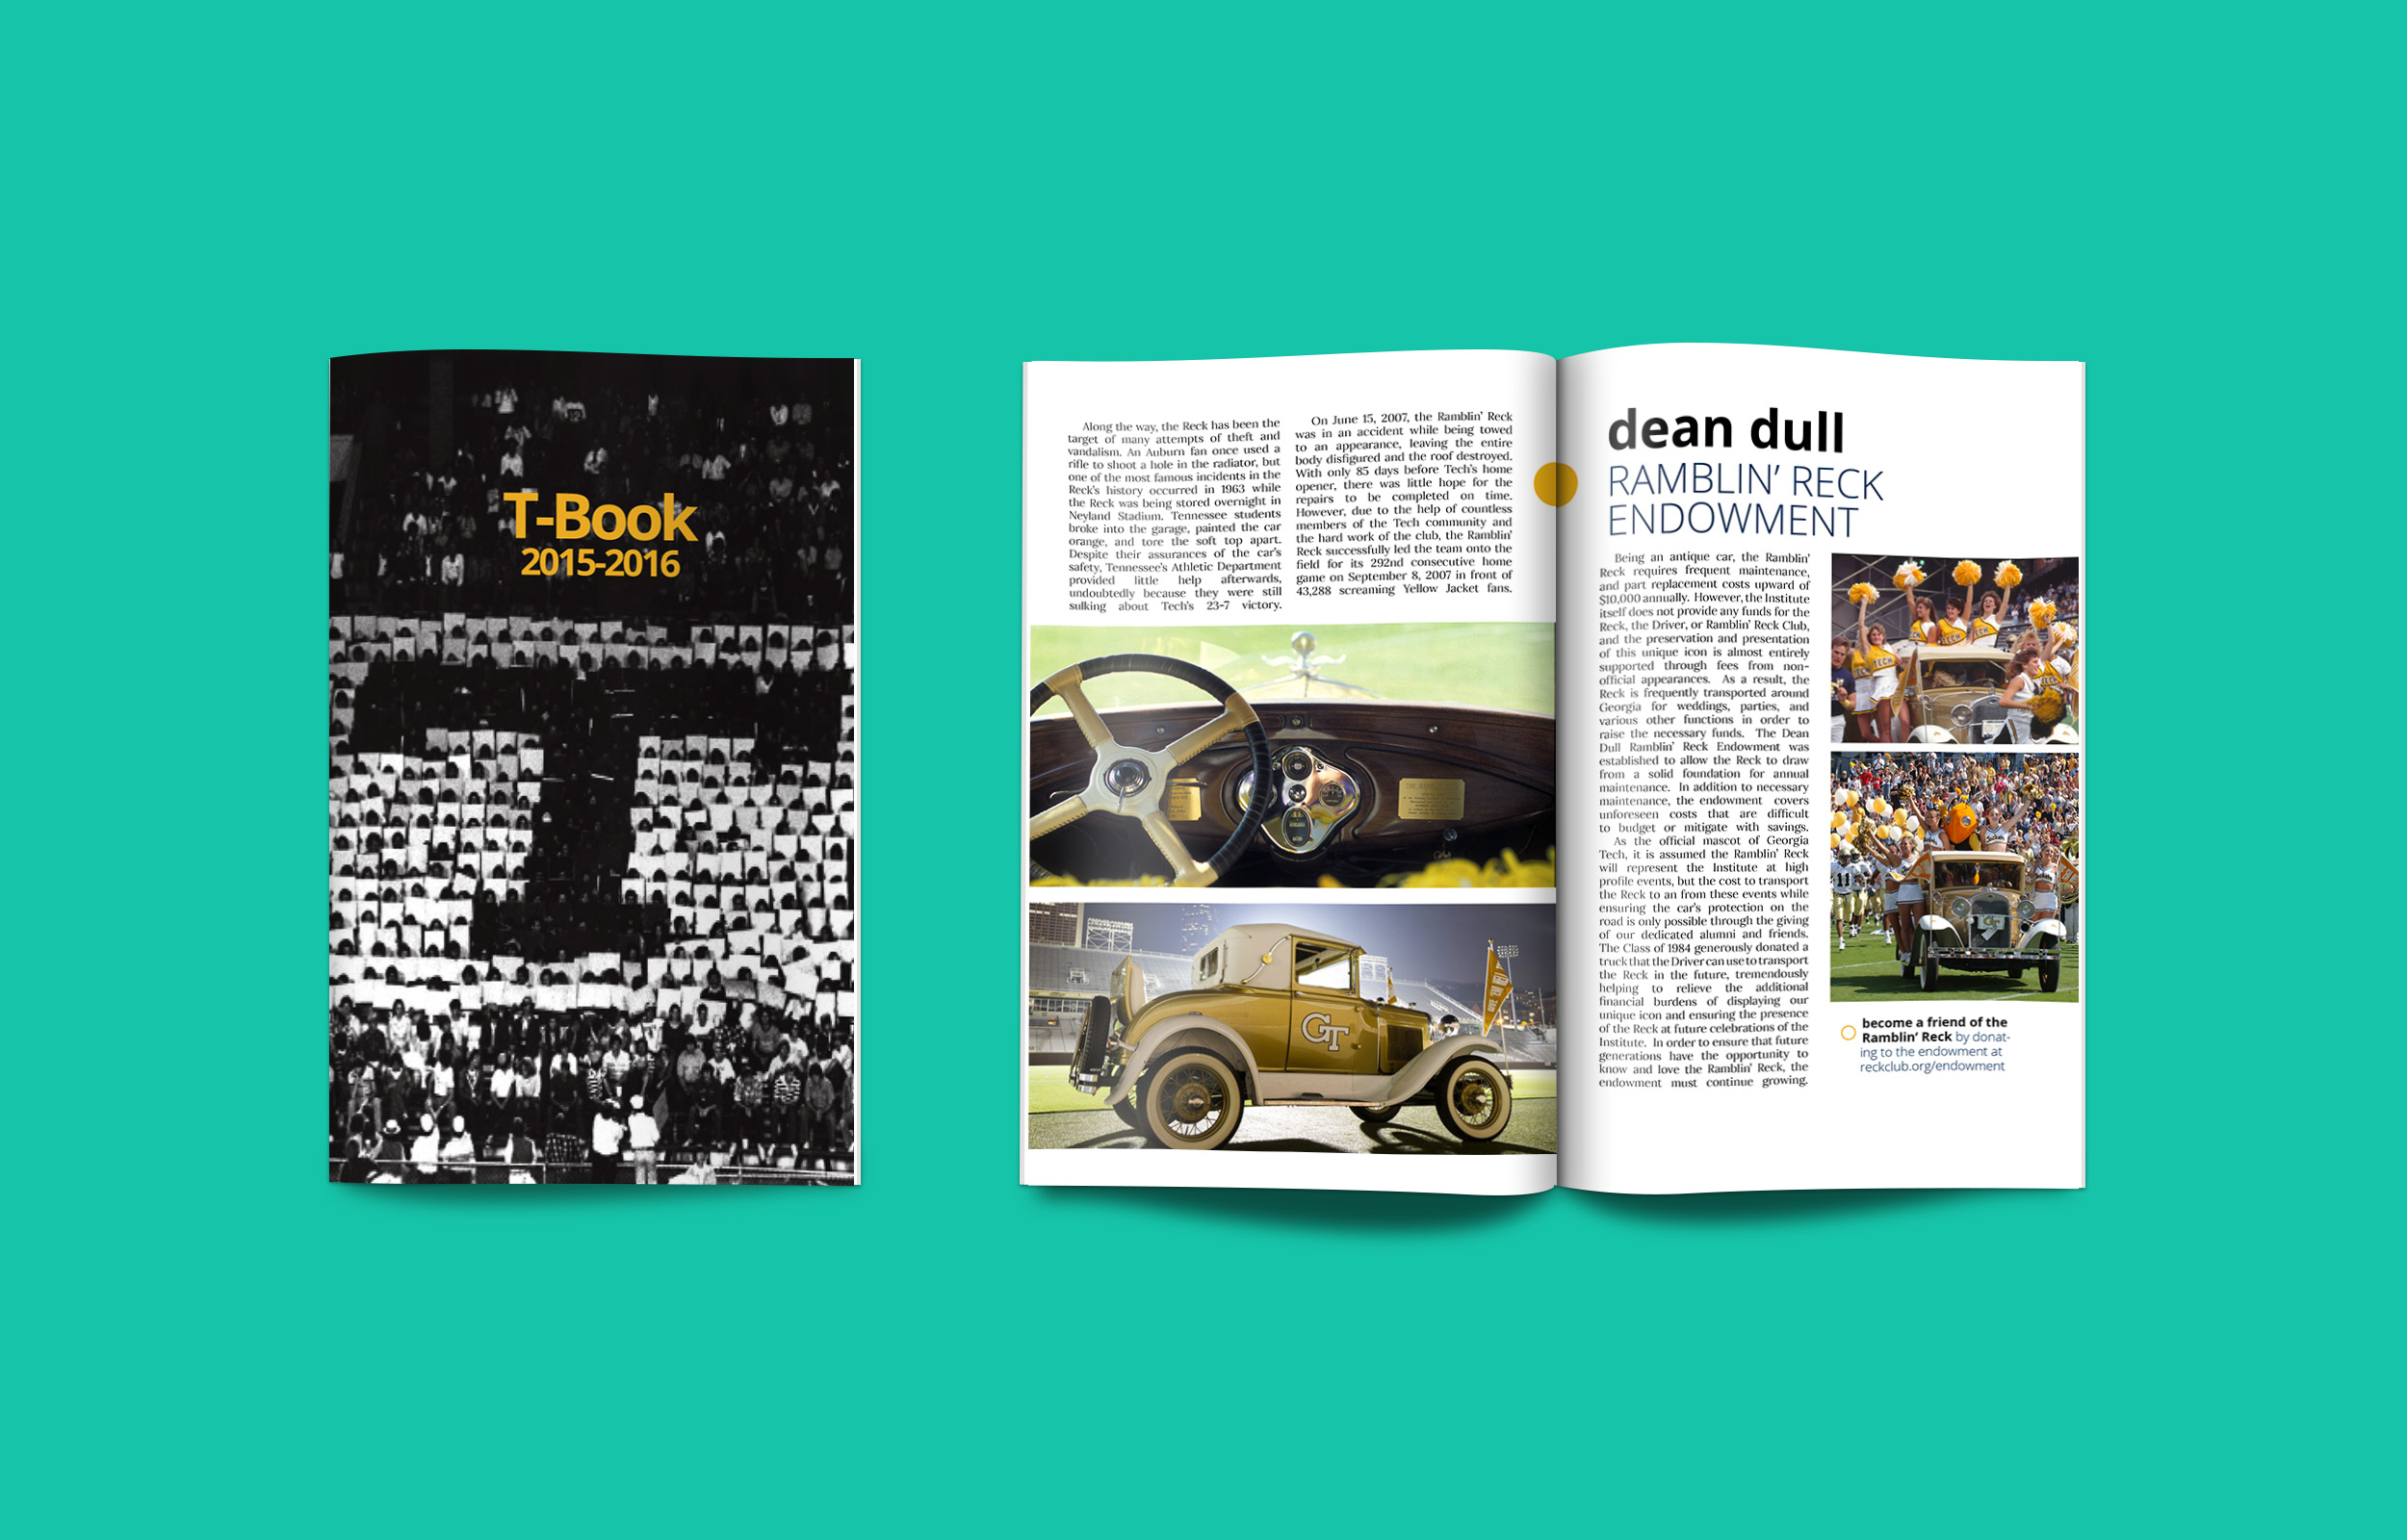 T-Book
2015-2016
Along the way, the Reck has been the
target of many attempts of theft and
vandalism. An Auburn fan once used a
rifle to shoot a hole in the radiator, but
one of the most famous incidents in the
Reck's history occurred in 1963 while
the Reck was being stored overnight in
Neyland Stadium. Tennessee students
broke into the garage, painted the car
orange, and tore the soft top apart.
Despite their assurances of the car's
safety, Tennessee's Athletic Department
provided little help afterwards,
undoubtedly because they were still
sulking about Tech's 23-7 victory.
On June 15, 2007, the Ramblin' Reck
was in an accident while being towed
to an appearance, leaving the entire
body disfigured and the roof destroyed.
With only 85 days before Tech's home
opener, there was little hope for the
repairs to be completed on time.
However, due to the help of countless
members of the Tech community and
the hard work of the club, the Ramblin'
Reck successfully led the team onto the
field for its 292nd consecutive home
game on September 8, 2007 in front of
43,288 screaming Yellow Jacket fans.
GT
GIVE 'EM HELL
dean dull
RAMBLIN' RECK
ENDOWMENT
Being an antique car, the Ramblin'
Reck requires frequent maintenance,
and part replacement costs upward of
$10,000 annually. However, the Institute
itself does not provide any funds for the
Reck, the Driver, or Ramblin' Reck Club,
and the preservation and presentation
of this unique icon is almost entirely
supported through fees from non-
official appearances. As a result, the
Reck is frequently transported around
Georgia for weddings, parties, and
various other functions in order to
raise the necessary funds. The Dean
Dull Ramblin' Reck Endowment was
established to allow the Reck to draw
from a solid foundation for annual
maintenance. In addition to necessary
maintenance, the endowment covers
unforeseen costs that are difficult
to budget or mitigate with savings.
As the official mascot of Georgia
Tech, it is assumed the Ramblin' Reck
will represent the Institute at high
profile events, but the cost to transport
the Reck to an from these events while
ensuring the car's protection on the
road is only possible through the giving
of our dedicated alumni and friends.
The Class of 1984 generously donated a
truck that the Driver can use to transport
the Reck in the future, tremendously
helping to relieve the additional
financial burdens of displaying our
unique icon and ensuring the presence
of the Reck at future celebrations of the
Institute. In order to ensure that future
generations have the opportunity to
know and love the Ramblin' Reck, the
endowment must continue growing.
TECH
TECH
TECH
TECH
TECH
TECH
11
GT
become a friend of the
Ramblin' Reck by donat-
ing to the endowment at
reckclub.org/endowment